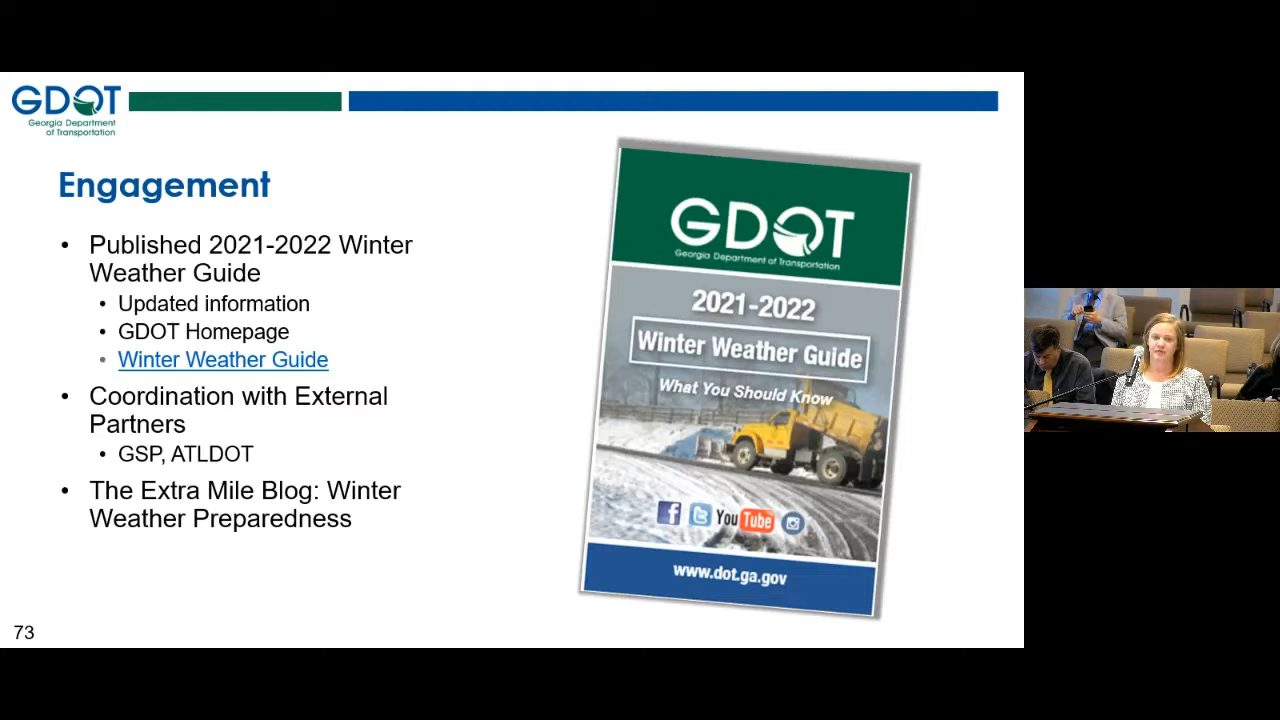 GDOT
Georgia Department
of Transportation
Engagement
• Published 2021-2022 Winter
Weather Guide
• Updated information
• GDOT Homepage
• Winter Weather Guide
• Coordination with External
Partners
• GSP, ATLDOT
• The Extra Mile Blog: Winter
Weather Preparedness
73
GDOT
Georgia Department of Transportation
2021-2022
Winter Weather Guide
What You Should Know
You Tube
www.dot.ga.gov